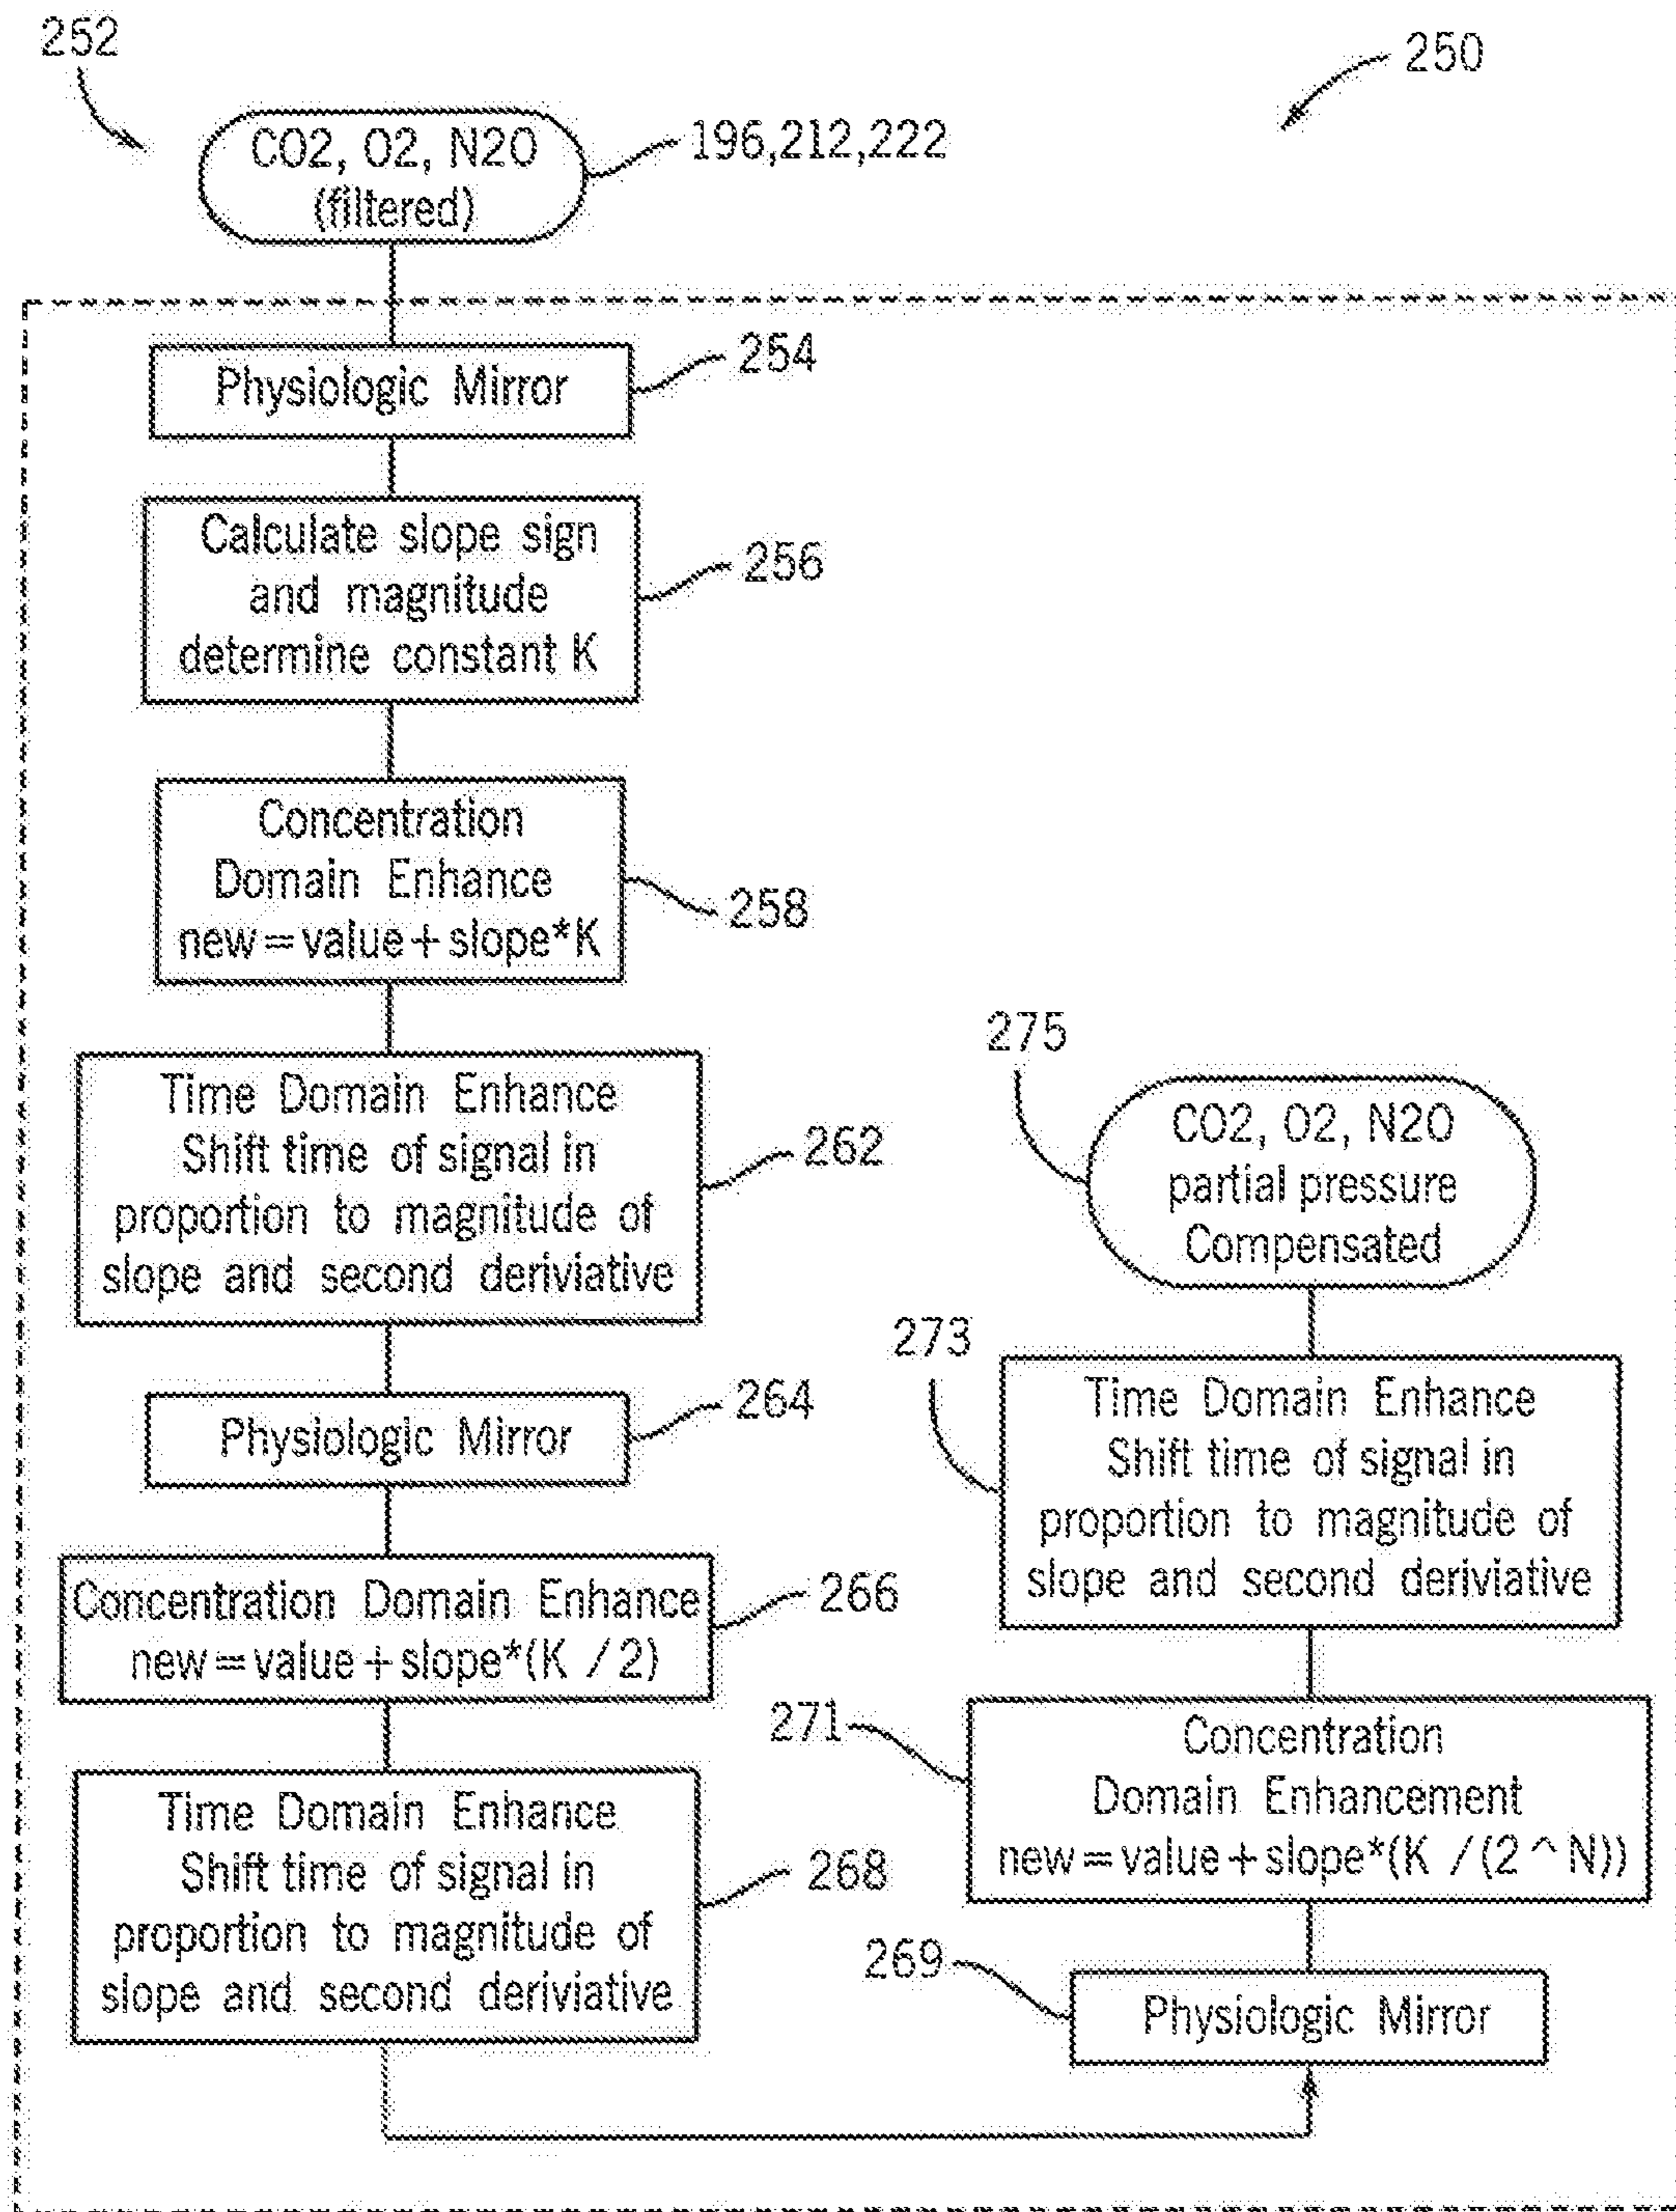 252
250
CO2, O2, N2O
(filtered)
196,212,222
Physiologic Mirror
254
Calculate slope sign
and magnitude
determine constant K
256
Concentration
Domain Enhance
new = value + slope*K
258
Time Domain Enhance
Shift time of signal in
proportion to magnitude of
slope and second deriviative
262
Physiologic Mirror
264
Concentration Domain Enhance
new = value + slope*(K / 2)
266
Time Domain Enhance
Shift time of signal in
proportion to magnitude of
slope and second deriviative
268
275
CO2, O2, N2O
partial pressure
Compensated
273
Time Domain Enhance
Shift time of signal in
proportion to magnitude of
slope and second deriviative
271
Concentration
Domain Enhancement
new = value + slope*(K / (2 ^ N))
269
Physiologic Mirror